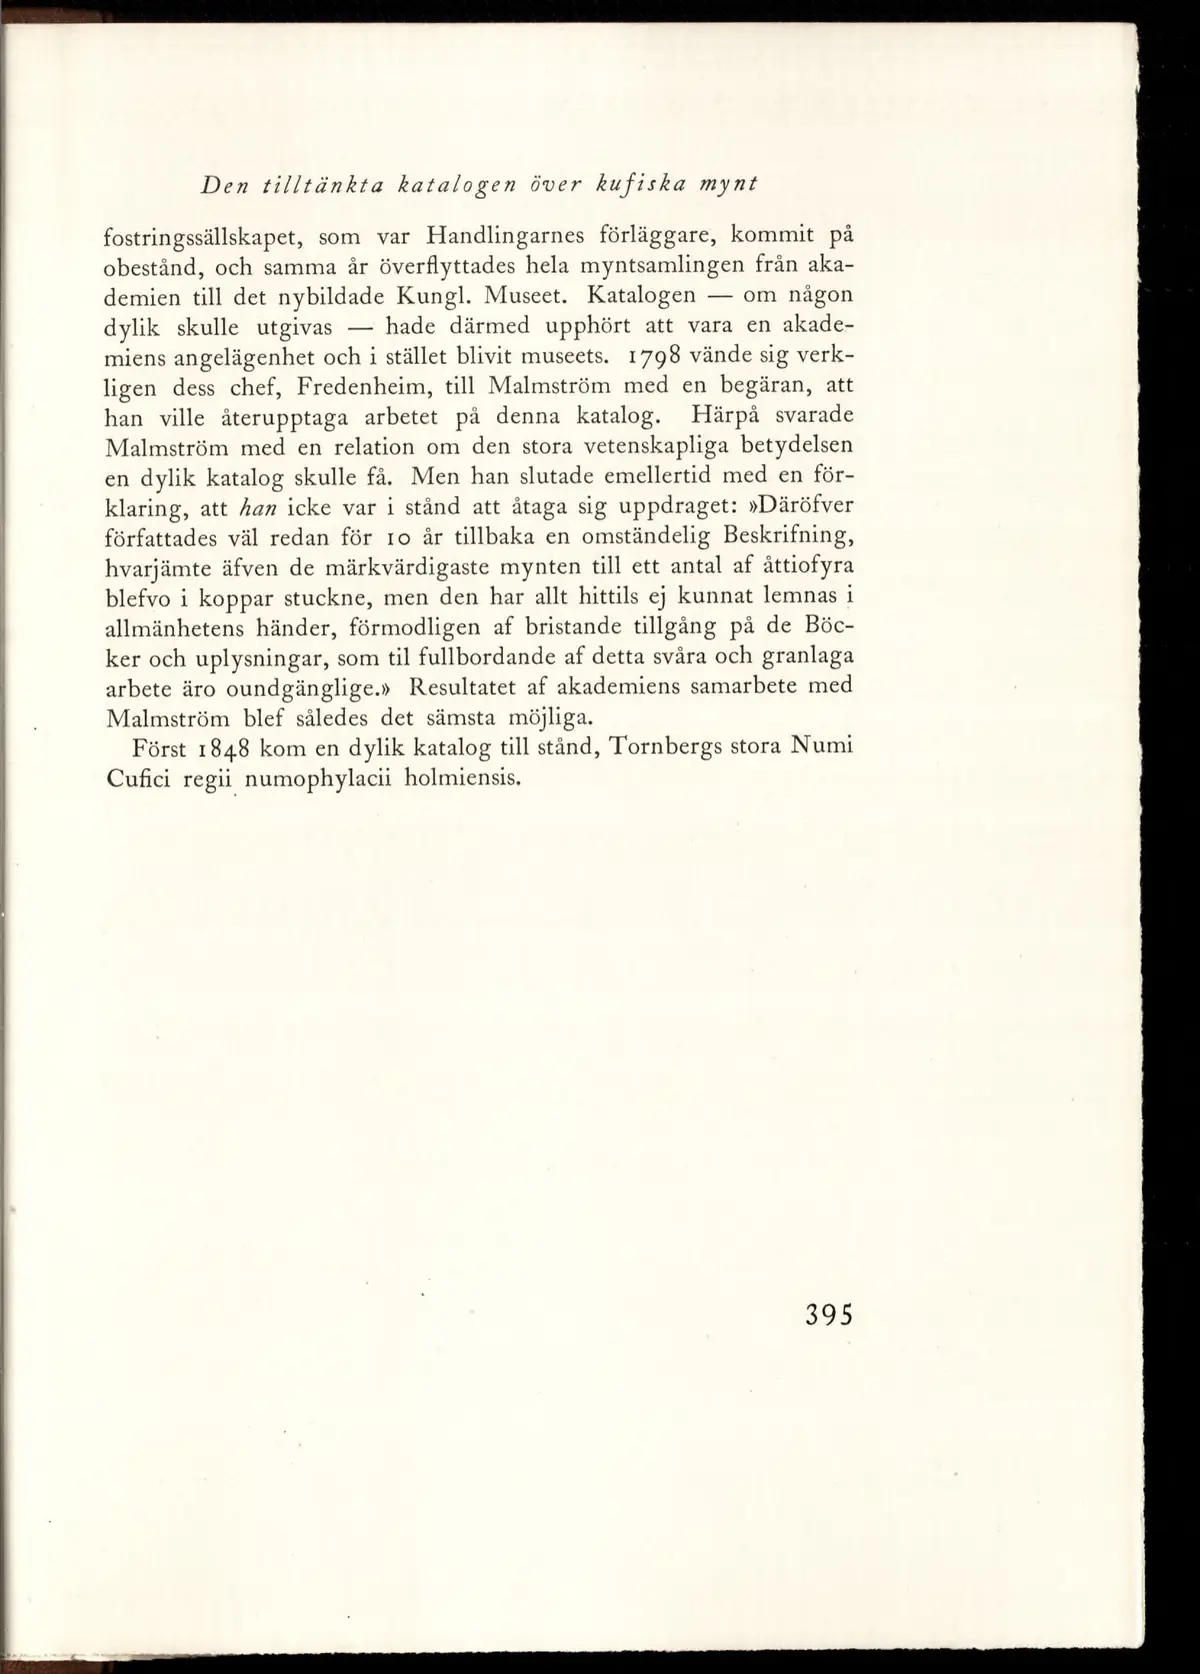 Den tilltänkta katalogen över kufiska mynt
fostringssällskapet, som var Handlingarnes förläggare, kommit på
obestånd, och samma år överflyttades hela myntsamlingen från aka-
demien till det nybildade Kungl. Museet. Katalogen — om någon
dylik skulle utgivas — hade därmed upphört att vara en akade-
miens angelägenhet och i stället blivit museets. 1798 vände sig verk-
ligen dess chef, Fredenheim, till Malmström med en begäran, att
han ville återupptaga arbetet på denna katalog. Härpå svarade
Malmström med en relation om den stora vetenskapliga betydelsen
en dylik katalog skulle få. Men han slutade emellertid med en för-
klaring, att han icke var i stånd att åtaga sig uppdraget: »Däröfver
författades väl redan för 10 år tillbaka en omständelig Beskrifning,
hvarjämte äfven de märkvärdigaste mynten till ett antal af åttiofyra
blefvo i koppar stuckne, men den har allt hittils ej kunnat lemnas i
allmänhetens händer, förmodligen af bristande tillgång på de Böc-
ker och uplysningar, som til fullbordande af detta svåra och granlaga
arbete äro oundgänglige.» Resultatet af akademiens samarbete med
Malmström blef således det sämsta möjliga.
Först 1848 kom en dylik katalog till stånd, Tornbergs stora Numi
Cufici regii numophylacii holmiensis.
395